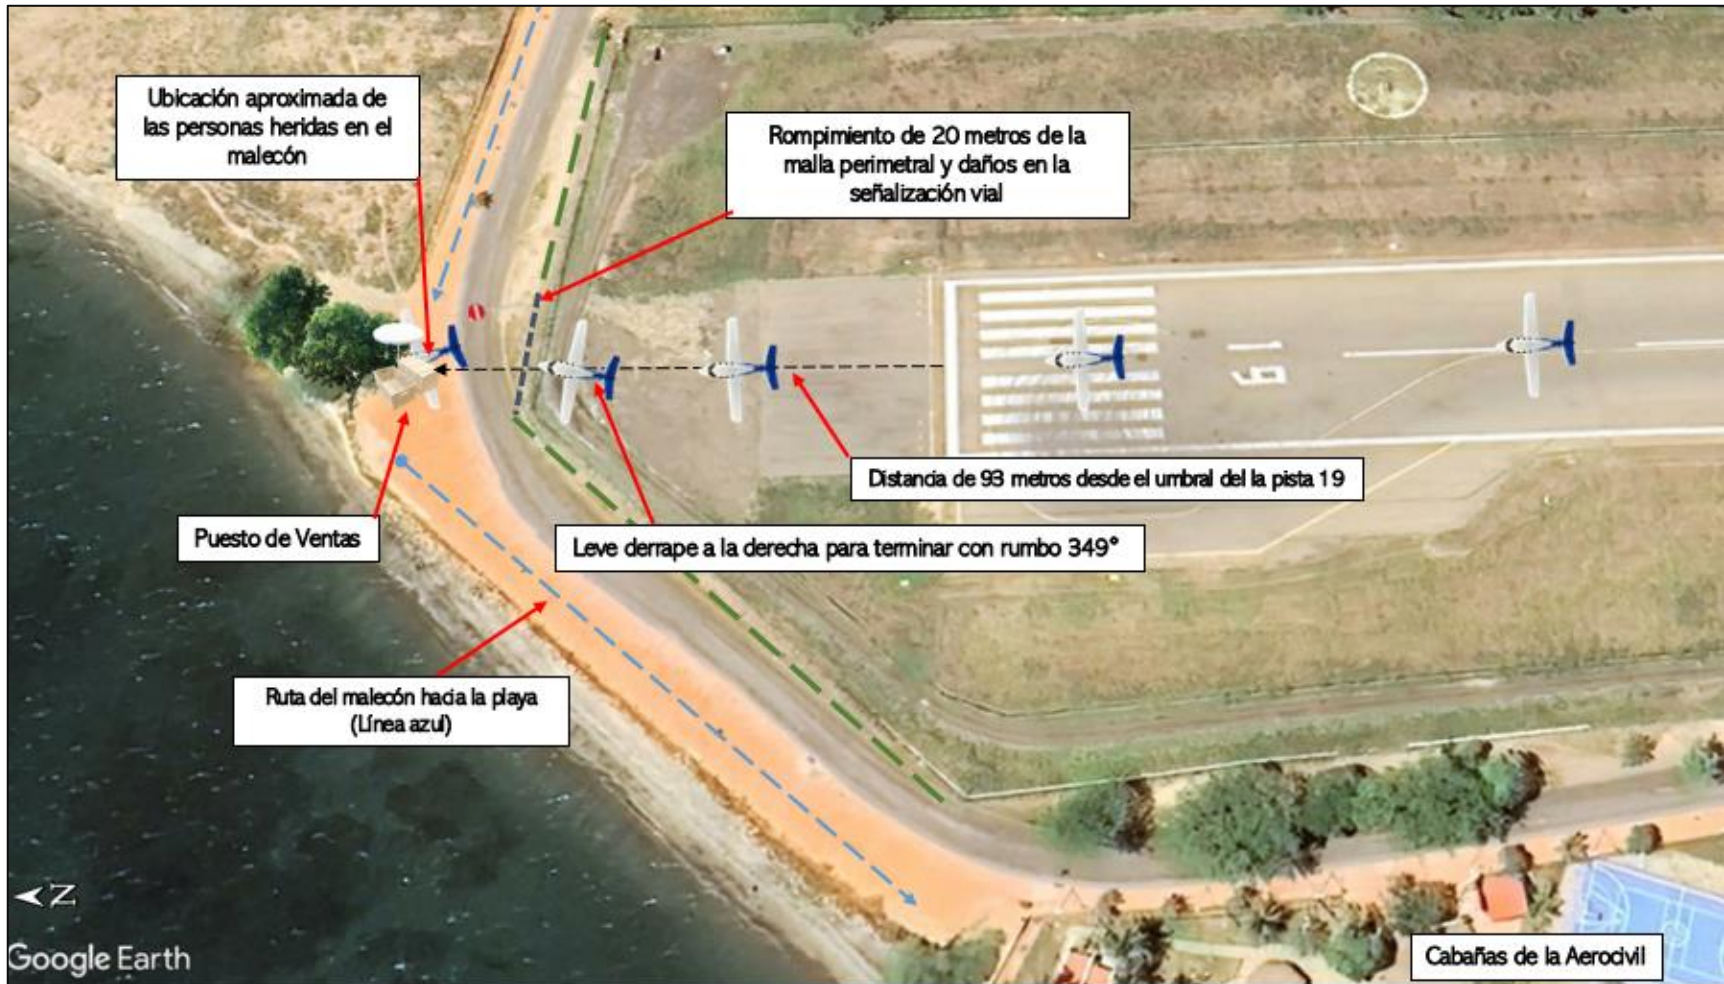 Ubicación aproximada de
las personas heridas en el
malecón
Rompimiento de 20 metros de la
malla perimetral y daños en la
señalización vial
19
Distancia de 93 metros desde el umbral del la pista 19
Puesto de Ventas
Leve derrape a la derecha para terminar con rumbo 349°
Ruta del malecón hacia la playa
(Línea azul)
N
Google Earth
Cabañas de la Aerocivil